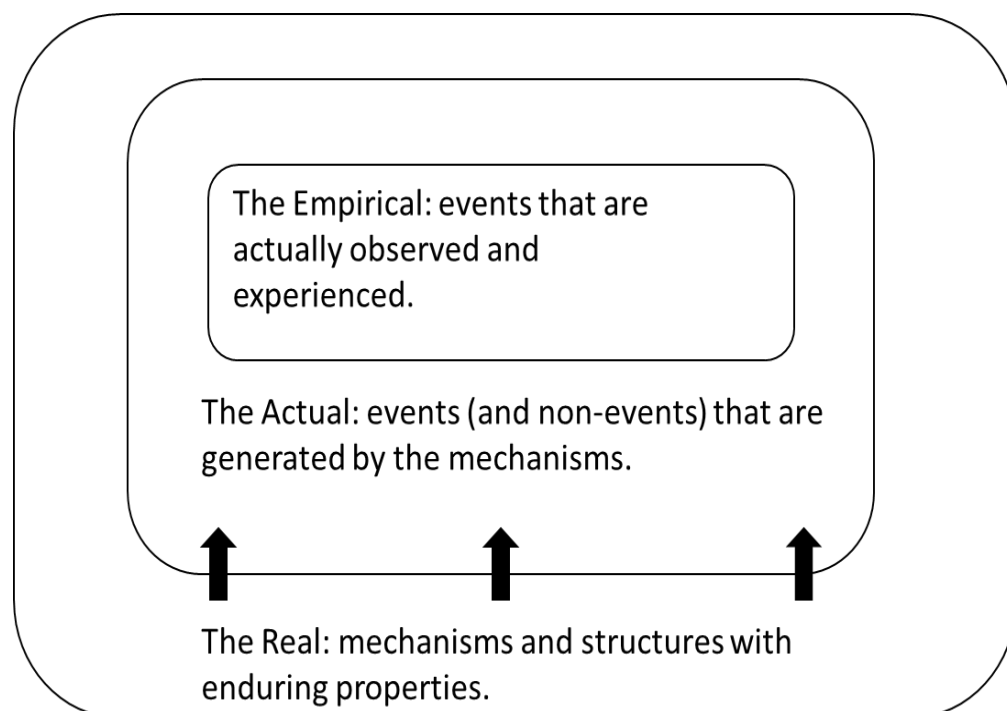 The Empirical: events that are
actually observed and
experienced.
The Actual: events (and non-events) that are
generated by the mechanisms.
The Real: mechanisms and structures with
enduring properties.